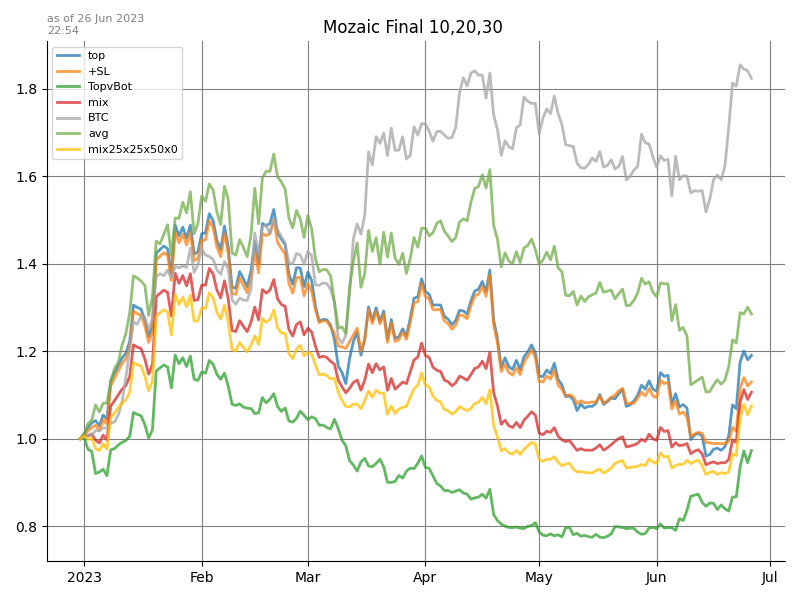 as of 26 Jun 2023
22:54
Mozaic Final 10,20,30
top
+SL
TopvBot
mix
BTC
avg
mix25x25x50x0
1.8
1.6
1.4
1.2
1.0
0.8
2023 Feb Mar Apr May Jun Jul